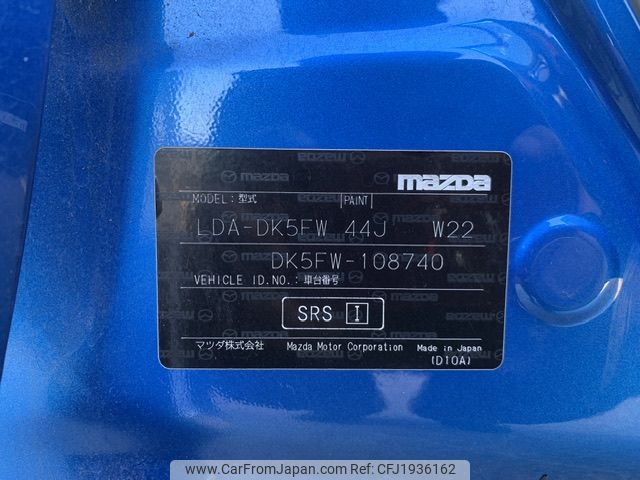 mazda
MODEL:型式 PAINT
LDA-DK5FW 44J W22
DK5FW-108740
VEHICLE ID.NO.:車台番号
SRS I
マツダ株式会社 Mazda Motor Corporation Made in Japan
(D10A)
www.CarFromJapan.com | Car Ref No: CFJ1936162